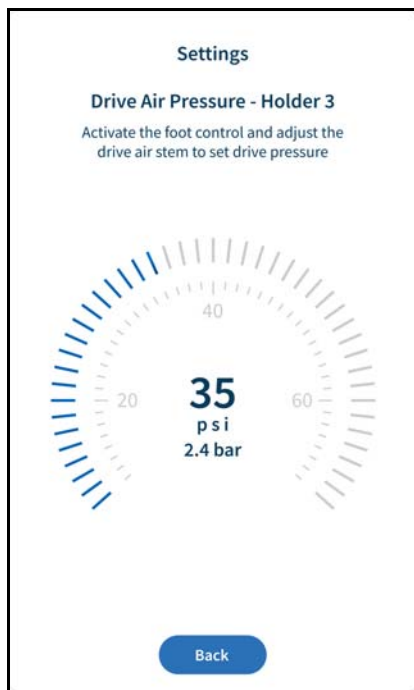 Settings
Drive Air Pressure - Holder 3
Activate the foot control and adjust the
drive air stem to set drive pressure
40
20
35
60
psi
2.4 bar
Back